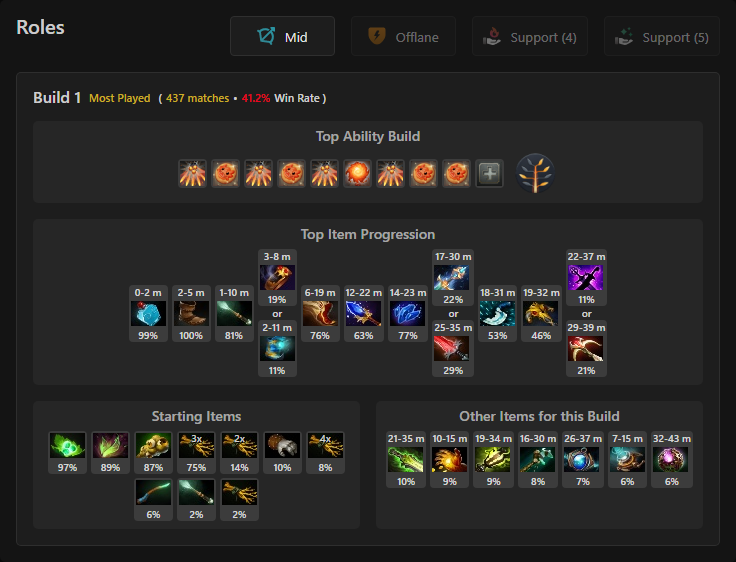 Roles
Mid
Offlane
Support (4)
Support (5)
Build 1 Most Played ( 437 matches • 41.2% Win Rate )
Top Ability Build
Top Item Progression
3-8 m
17-30 m
22-37 m
0-2 m
2-5 m
1-10 m
19%
6-19 m
12-22 m
14-23 m
22%
18-31 m
19-32 m
11%
or
or
or
2-11 m
25-35 m
29-39 m
99%
100%
81%
76%
63%
77%
53%
46%
11%
29%
21%
Starting Items
3x
2x
4x
97%
89%
87%
75%
14%
10%
8%
6%
2%
2%
Other Items for this Build
21-35 m
10-15 m
19-34 m
16-30 m
26-37 m
7-15 m
32-43 m
10%
9%
9%
8%
7%
6%
6%